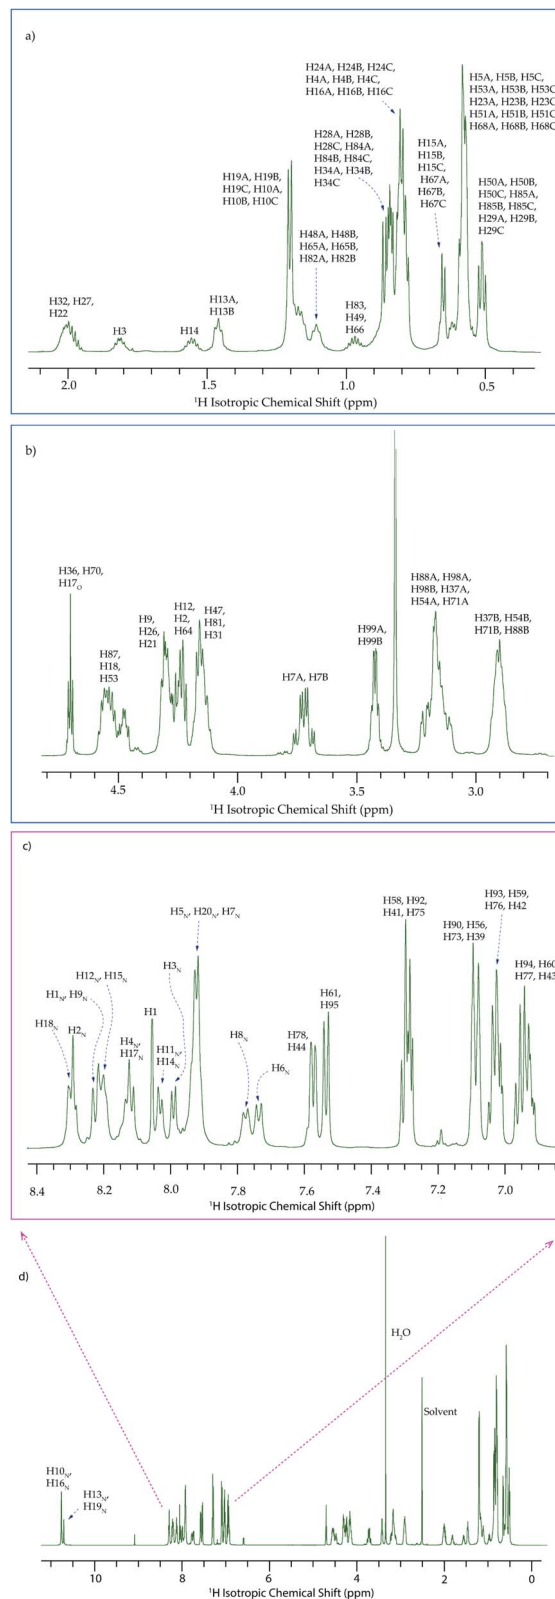 a)
H24A, H24B, H24C,
H4A, H4B, H4C,
H16A, H16B, H16C
H5A, H5B, H5C,
H53A, H53B, H53C
H23A, H23B, H23C
H51A, H51B, H51C
H68A, H68B, H68C
H28A, H28B,
H28C, H84A,
H84B, H84C,
H34A, H34B,
H34C
H15A,
H15B,
H15C,
H67A,
H67B,
H67C
H19A, H19B,
H19C, H10A,
H10B, H10C
H50A, H50B,
H50C, H85A,
H85B, H85C,
H29A, H29B,
H29C
H48A, H48B,
H65A, H65B,
H82A, H82B
H32, H27,
H22
H3
H14
H13A,
H13B
H83,
H49,
H66
2.0 1.5 1.0 0.5
¹H Isotropic Chemical Shift (ppm)
b)
H36, H70,
H17O
H87,
H18,
H53
H9,
H26,
H21
H12,
H2,
H64
H47,
H81,
H31
H7A, H7B
H99A,
H99B
H88A, H98A,
H98B, H37A,
H54A, H71A
H37B, H54B,
H71B, H88B
4.5 4.0 3.5 3.0
¹H Isotropic Chemical Shift (ppm)
c)
H5N, H20N, H7N
H12N, H15N
H1N, H9N
H18N
H2N
H4N,
H17N
H1
H11N,
H14N
H3N
H8N
H6N
H78,
H44
H61,
H95
H58, H92,
H41, H75
H90, H56,
H73, H39
H93, H59,
H76, H42
H94, H60
H77, H43
8.4 8.2 8.0 7.8 7.6 7.4 7.2 7.0
¹H Isotropic Chemical Shift (ppm)
d)
H₂O
Solvent
H10N,
H16N
H13N,
H19N
10 8 6 4 2 0
¹H Isotropic Chemical Shift (ppm)